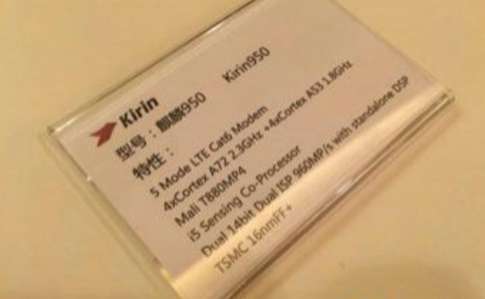 Kirin
型号：麒麟950 Kirin950
特性：
5 Mode LTE Cat6 Modem
4xCortex A72 2.3GHz +4xCortex A53 1.8GHz
Mali T880MP4
i5 Sensing Co-Processor
Dual 14bit Dual ISP 960MP/s with standalone DSP
TSMC 16nmFF+